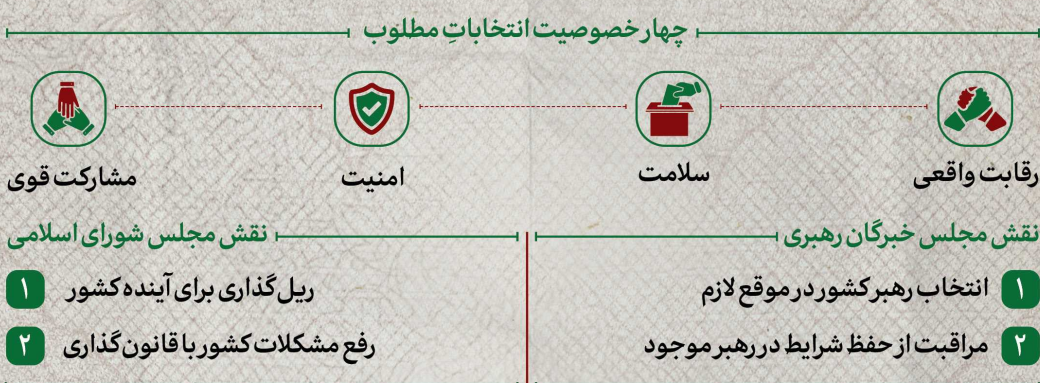 چهار خصوصیت انتخاباتِ مطلوب
رقابت واقعی
سلامت
امنیت
مشارکت قوی
نقش مجلس خبرگان رهبری
۱ انتخاب رهبر کشور در موقع لازم
۲ مراقبت از حفظ شرایط در رهبر موجود
نقش مجلس شورای اسلامی
۱ ریل‌گذاری برای آینده کشور
۲ رفع مشکلات کشور با قانون‌گذاری